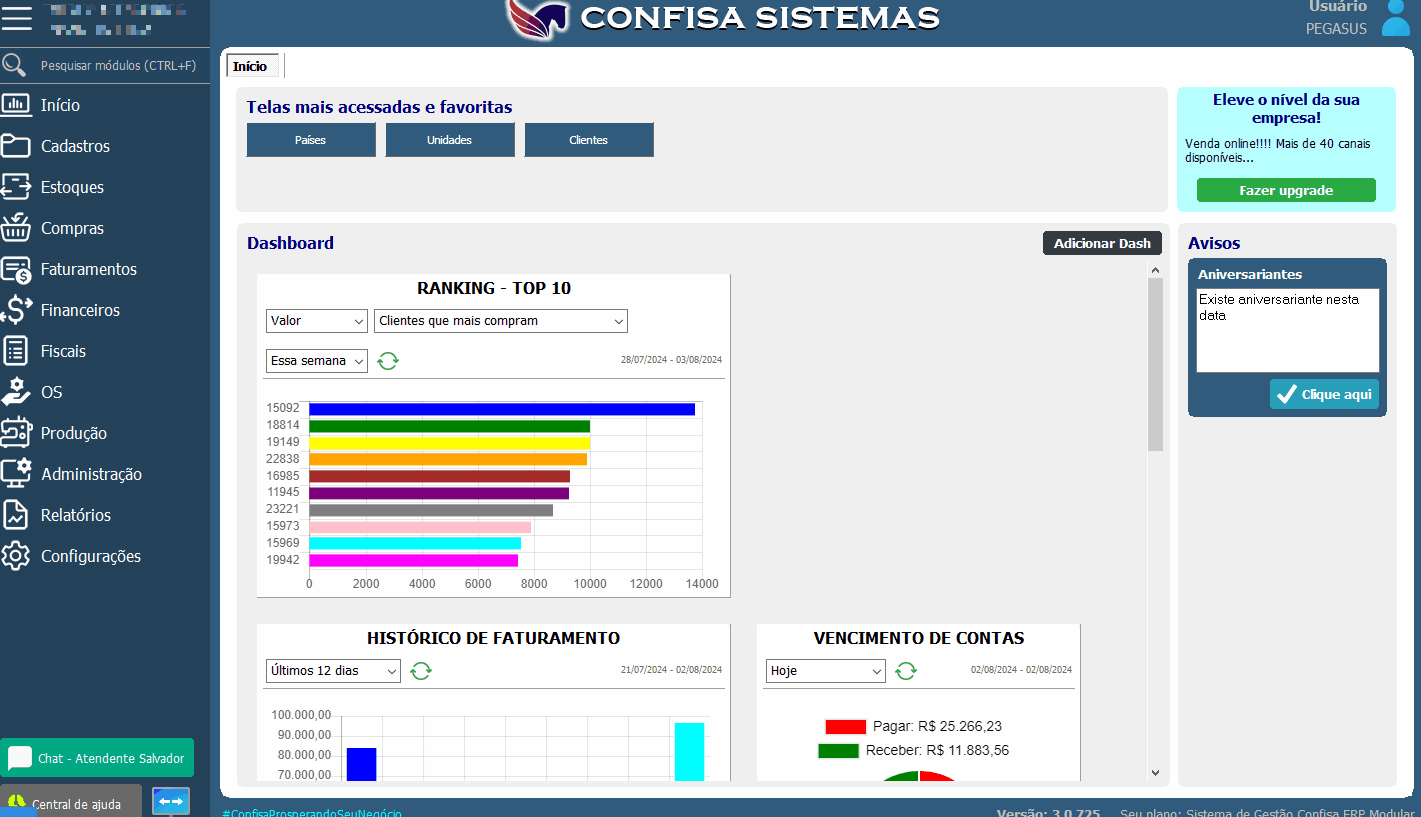 CONFISA SISTEMAS
Usuário
PEGASUS
Pesquisar módulos (CTRL+F)
Início
Cadastros
Estoques
Compras
Faturamentos
Financeiros
Fiscais
OS
Produção
Administração
Relatórios
Configurações
Chat - Atendente Salvador
Central de ajuda
Início
Telas mais acessadas e favoritas
Países
Unidades
Clientes
Eleve o nível da sua
empresa!
Venda online!!!! Mais de 40 canais
disponíveis...
Fazer upgrade
Dashboard
Adicionar Dash
RANKING - TOP 10
Valor
Clientes que mais compram
Essa semana
28/07/2024 - 03/08/2024
15092
18814
19149
22838
16985
11945
23221
15973
15969
19942
0 2000 4000 6000 8000 10000 12000 14000
HISTÓRICO DE FATURAMENTO
Últimos 12 dias
21/07/2024 - 02/08/2024
100.000,00
90.000,00
80.000,00
70.000,00
VENCIMENTO DE CONTAS
Hoje
02/08/2024 - 02/08/2024
Pagar: R$ 25.266,23
Receber: R$ 11.883,56
Avisos
Aniversariantes
Existe aniversariante nesta
data
Clique aqui
#ConfisaProsperandoSeuNegócio
Versão: 3.0.725
Seu plano: Sistema de Gestão Confisa ERP Modular